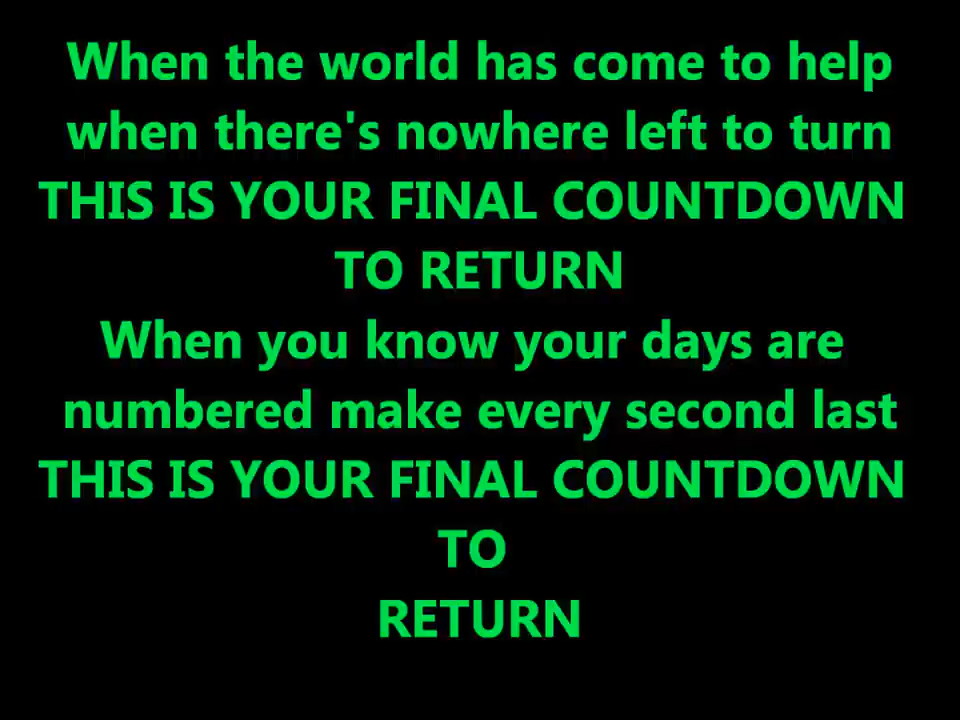 When the world has come to help
when there's nowhere left to turn
THIS IS YOUR FINAL COUNTDOWN
TO RETURN
When you know your days are
numbered make every second last
THIS IS YOUR FINAL COUNTDOWN
TO
RETURN